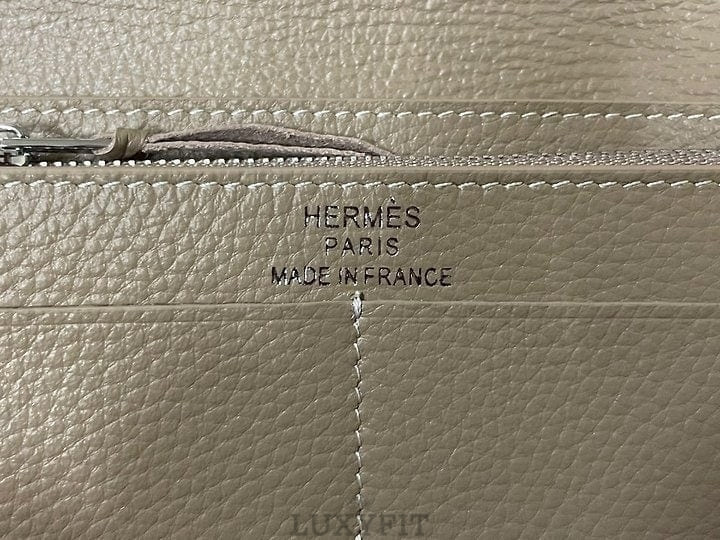 HERMÈS
PARIS
MADE IN FRANCE
LUXYFIT